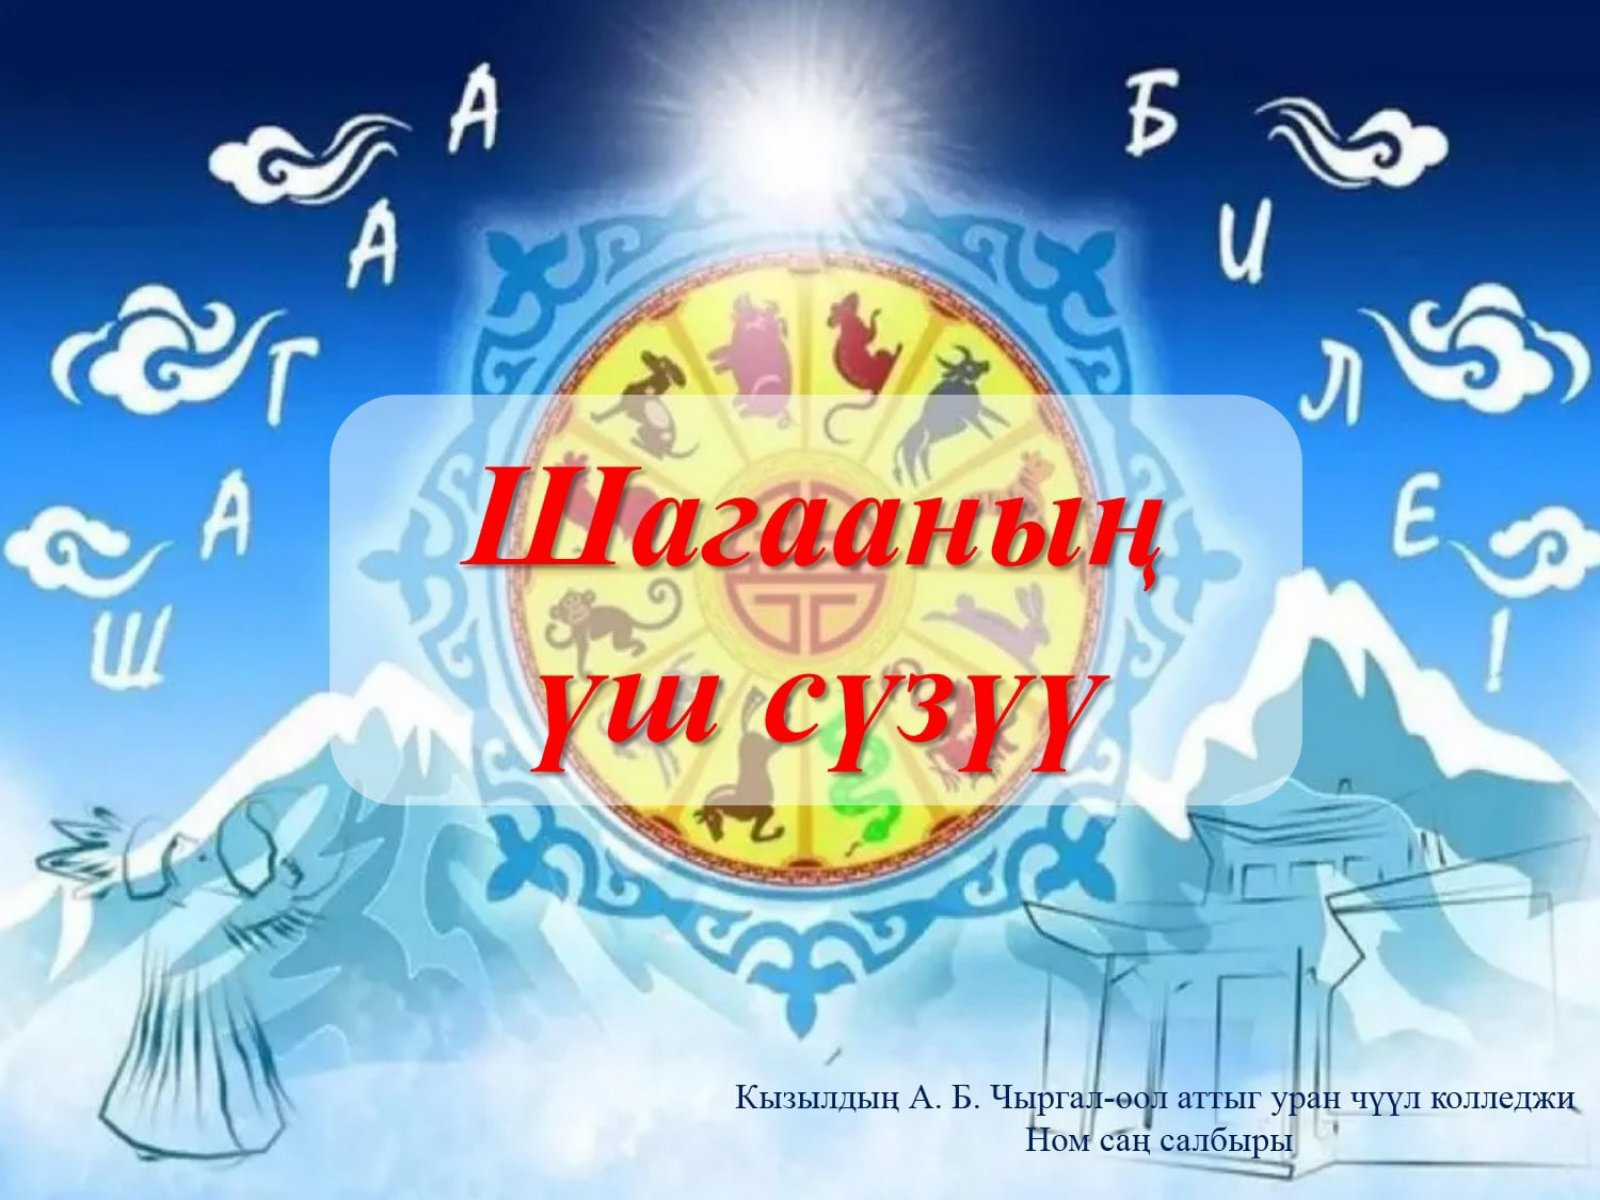 ШАГАА
БИЛЕ!
Шагааның
үш сүзүү
Кызылдың А. Б. Чыргал-оол аттыг уран чүүл колледжи
Ном саң салбыры